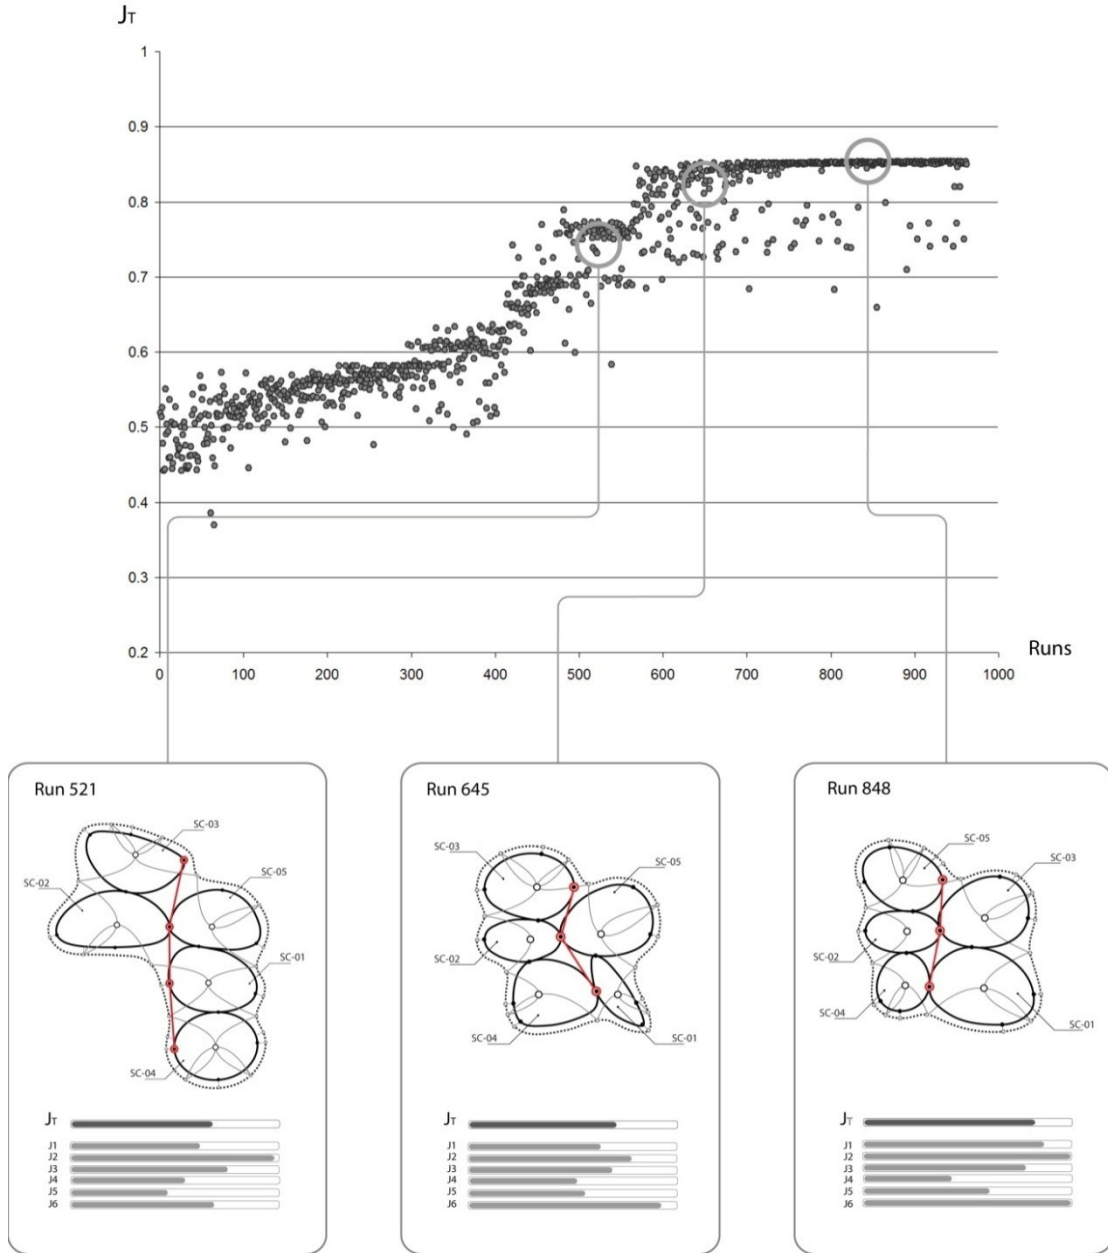 JT
1
0.9
0.8
0.7
0.6
0.5
0.4
0.3
0.2
0 100 200 300 400 500 600 700 800 900 1000
Runs
Run 521
SC-03
SC-02
SC-05
SC-01
SC-04
JT
J1
J2
J3
J4
J5
J6
Run 645
SC-03
SC-05
SC-02
SC-04
SC-01
JT
J1
J2
J3
J4
J5
J6
Run 848
SC-05
SC-03
SC-02
SC-04
SC-01
JT
J1
J2
J3
J4
J5
J6